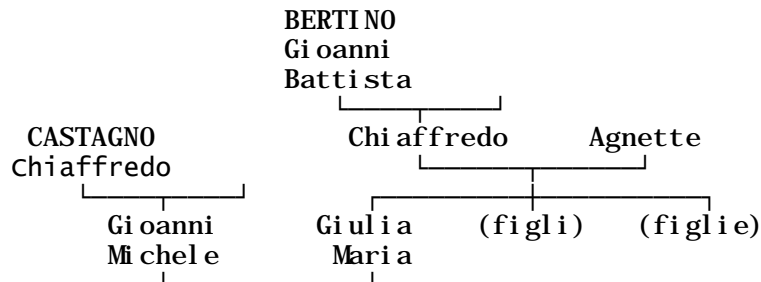 BERTINO
Gioanni
Battista
CASTAGNO Chiaffredo Agnette
Chiaffredo
Gioanni Giulia (figli) (figlie)
Michele Maria